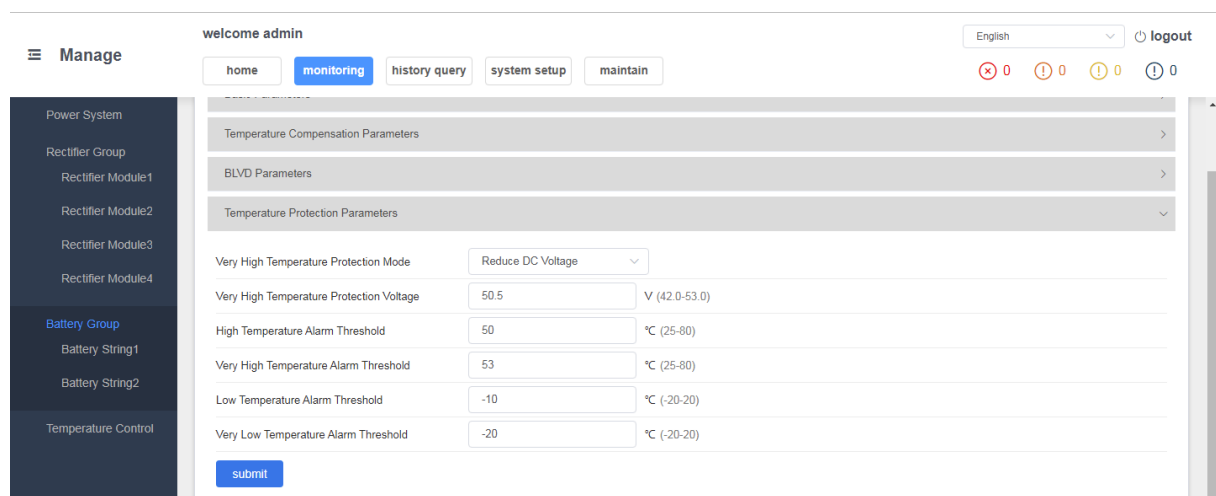 welcome admin
English
logout
Manage
home monitoring history query system setup maintain
0 0 0 0
Power System
Rectifier Group
Rectifier Module1
Rectifier Module2
Rectifier Module3
Rectifier Module4
Battery Group
Battery String1
Battery String2
Temperature Control
Temperature Compensation Parameters
BLVD Parameters
Temperature Protection Parameters
Very High Temperature Protection Mode Reduce DC Voltage
Very High Temperature Protection Voltage 50.5 V (42.0-53.0)
High Temperature Alarm Threshold 50 °C (25-80)
Very High Temperature Alarm Threshold 53 °C (25-80)
Low Temperature Alarm Threshold -10 °C (-20-20)
Very Low Temperature Alarm Threshold -20 °C (-20-20)
submit